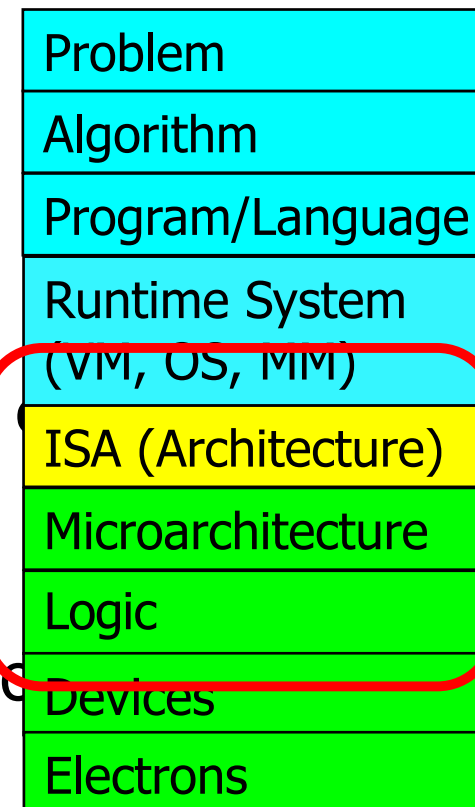 Problem
Algorithm
Program/Language
Runtime System
(VM, OS, MM)
ISA (Architecture)
Microarchitecture
Logic
Devices
Electrons